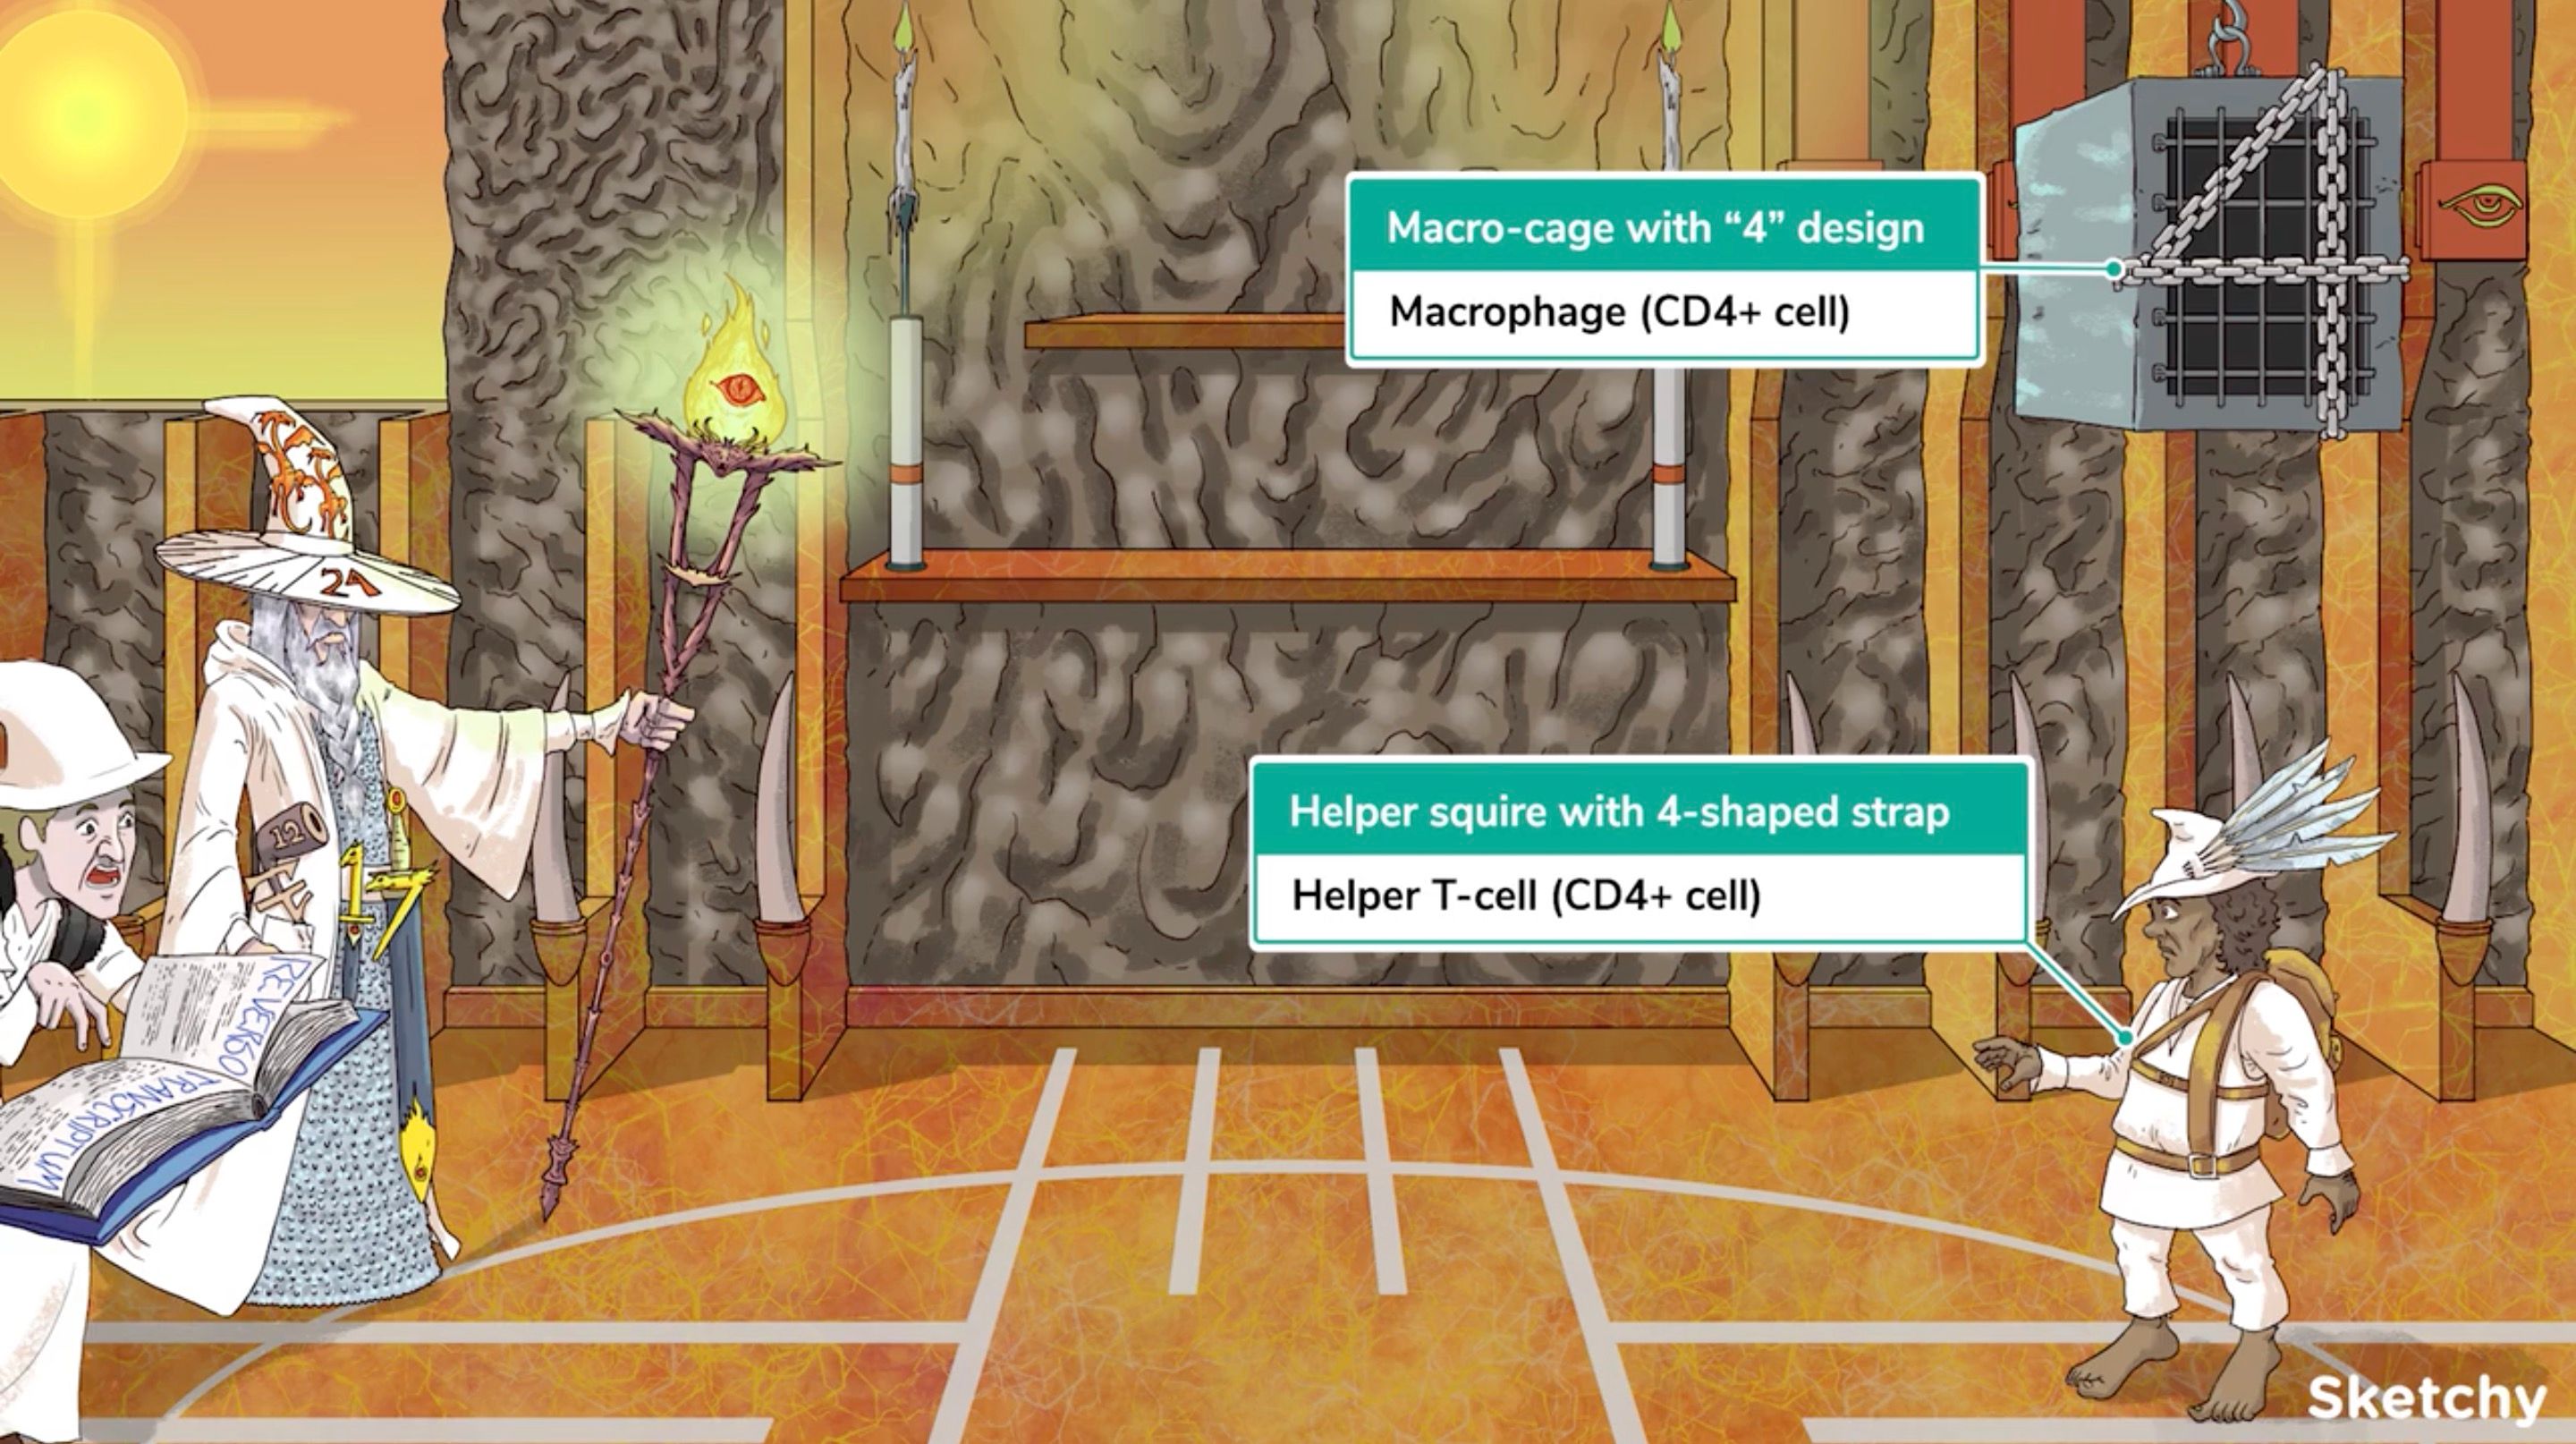 Macro-cage with “4” design
Macrophage (CD4+ cell)
24
Helper squire with 4-shaped strap
Helper T-cell (CD4+ cell)
12
17
REVERSO
TRANSCRIPTUM
Sketchy